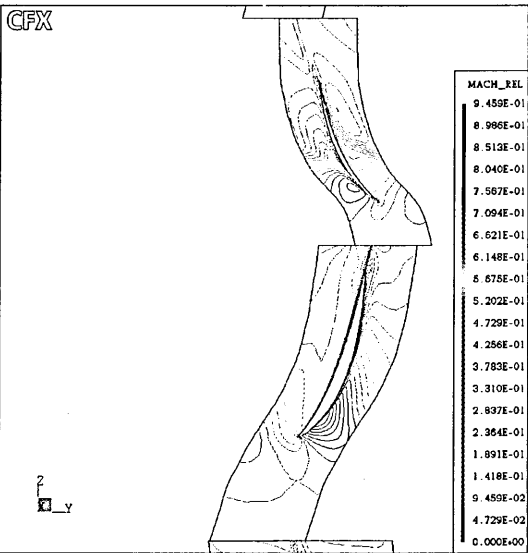 CFX
MACH_REL
9.459E-01
8.986E-01
8.513E-01
8.040E-01
7.567E-01
7.094E-01
6.621E-01
6.148E-01
5.675E-01
5.202E-01
4.729E-01
4.256E-01
3.783E-01
3.310E-01
2.837E-01
2.364E-01
1.891E-01
1.418E-01
9.459E-02
4.729E-02
0.000E+00
Z
X
Y